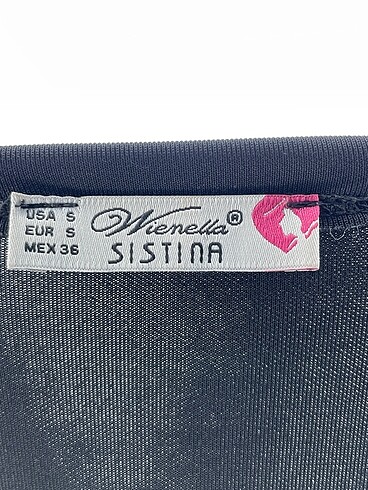 USA S
EUR S
MEX 36
Wienella®
SISTINA